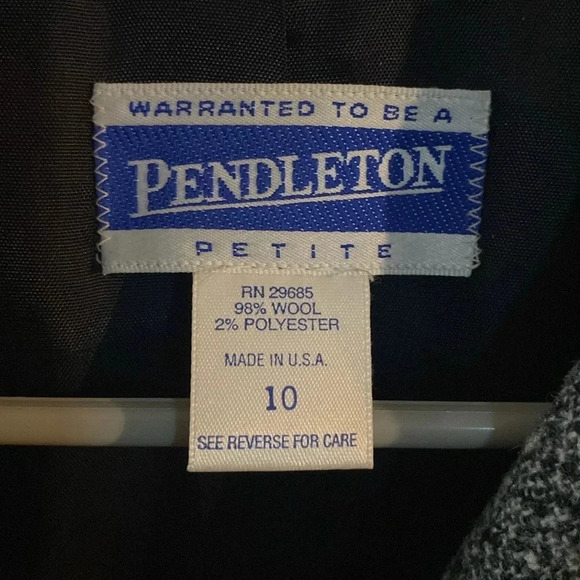 WARRANTED TO BE A
PENDLETON
PETITE
RN 29685
98% WOOL
2% POLYESTER
MADE IN U.S.A.
10
SEE REVERSE FOR CARE